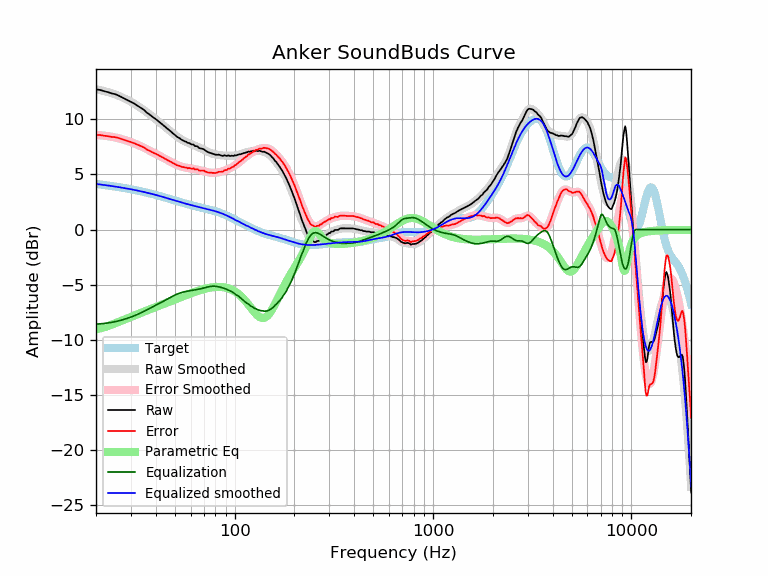 Anker SoundBuds Curve
Amplitude (dBr)
10
5
0
−5
−10
−15
−20
−25
Target
Raw Smoothed
Error Smoothed
Raw
Error
Parametric Eq
Equalization
Equalized smoothed
100 1000 10000
Frequency (Hz)